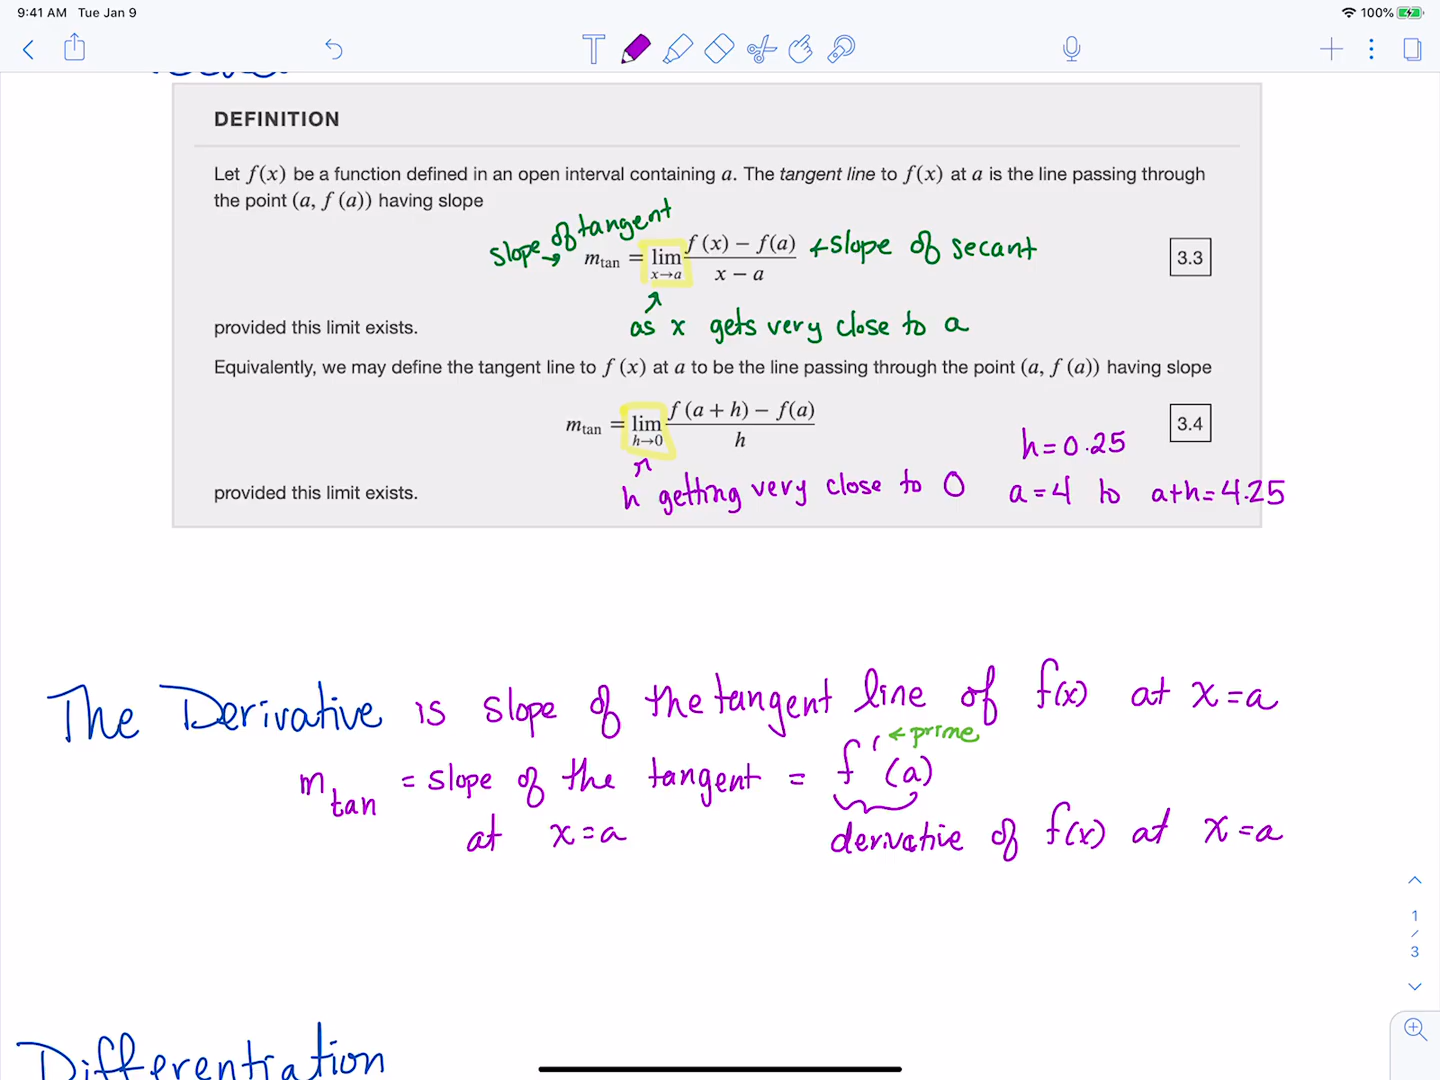 9:41 AM Tue Jan 9
100%
T
DEFINITION
Let f(x) be a function defined in an open interval containing a. The tangent line to f(x) at a is the line passing through
the point (a, f (a)) having slope
slope of tangent
m_tan = lim_{x→a} (f (x) − f(a))/(x − a) ← slope of secant
3.3
provided this limit exists.
as x gets very close to a
Equivalently, we may define the tangent line to f (x) at a to be the line passing through the point (a, f (a)) having slope
m_tan = lim_{h→0} (f (a + h) − f(a))/h
3.4
h = 0.25
provided this limit exists.
h getting very close to 0
a = 4 to a+h = 4.25
The Derivative is slope of the tangent line of f(x) at x = a
← prime
m_tan = slope of the tangent = f'(a)
at x = a
derivative of f(x) at x = a
1
/
3
Differentiation